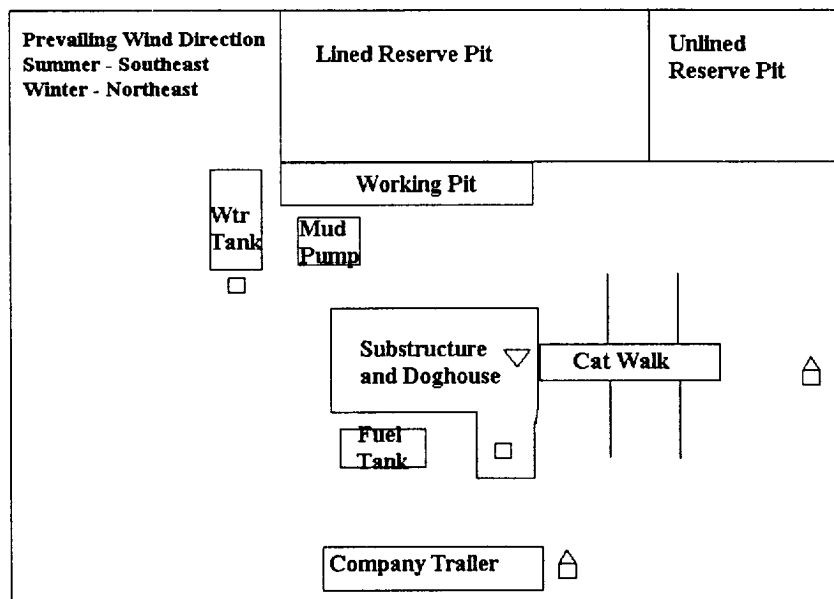 Prevailing Wind Direction
Summer - Southeast
Winter - Northeast
Lined Reserve Pit
Unlined
Reserve Pit
Working Pit
Wtr
Tank
Mud
Pump
Substructure
and Doghouse
Cat Walk
Fuel
Tank
Company Trailer